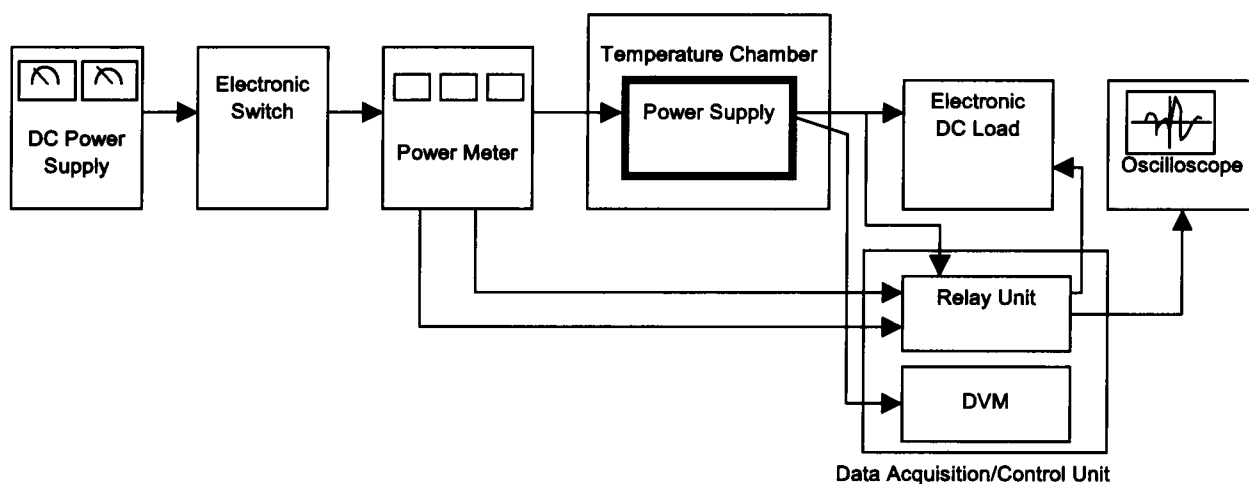 DC Power
Supply
Electronic
Switch
Power Meter
Temperature Chamber
Power Supply
Electronic
DC Load
Oscilloscope
Relay Unit
DVM
Data Acquisition/Control Unit